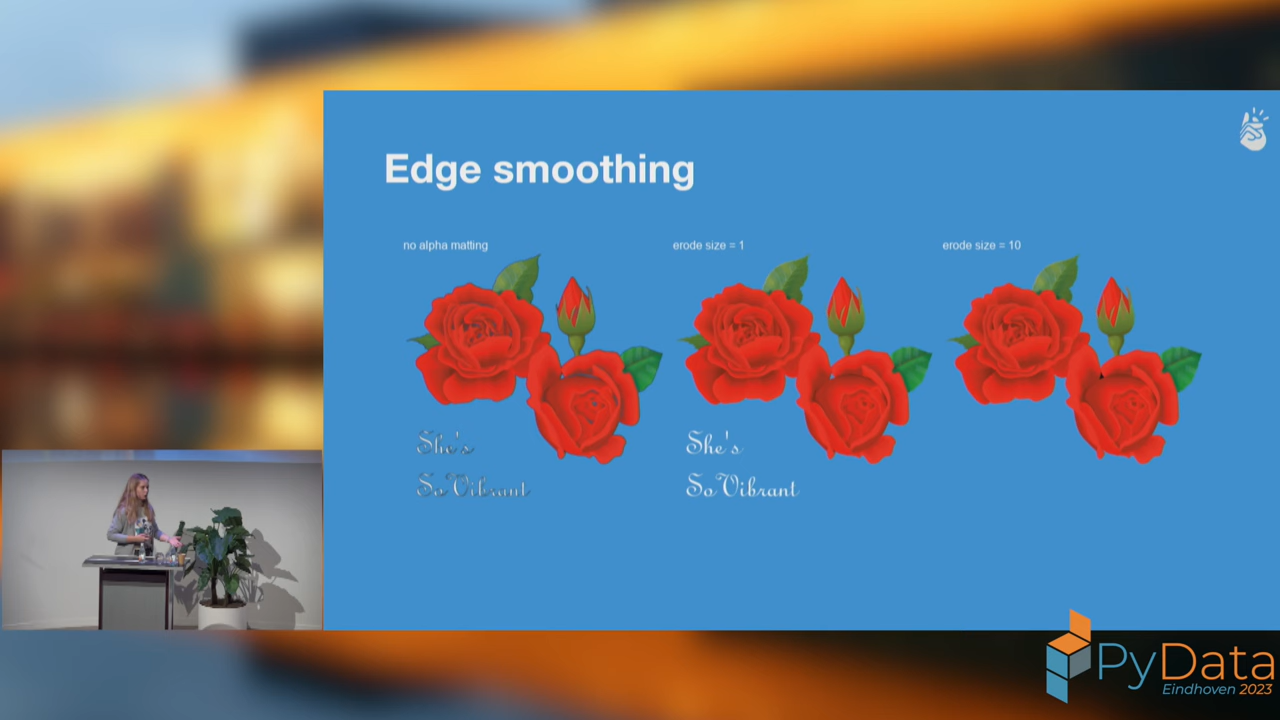 Edge smoothing
no alpha matting
erode size = 1
erode size = 10
She's
So Vibrant
She's
So Vibrant
PyData
Eindhoven 2023